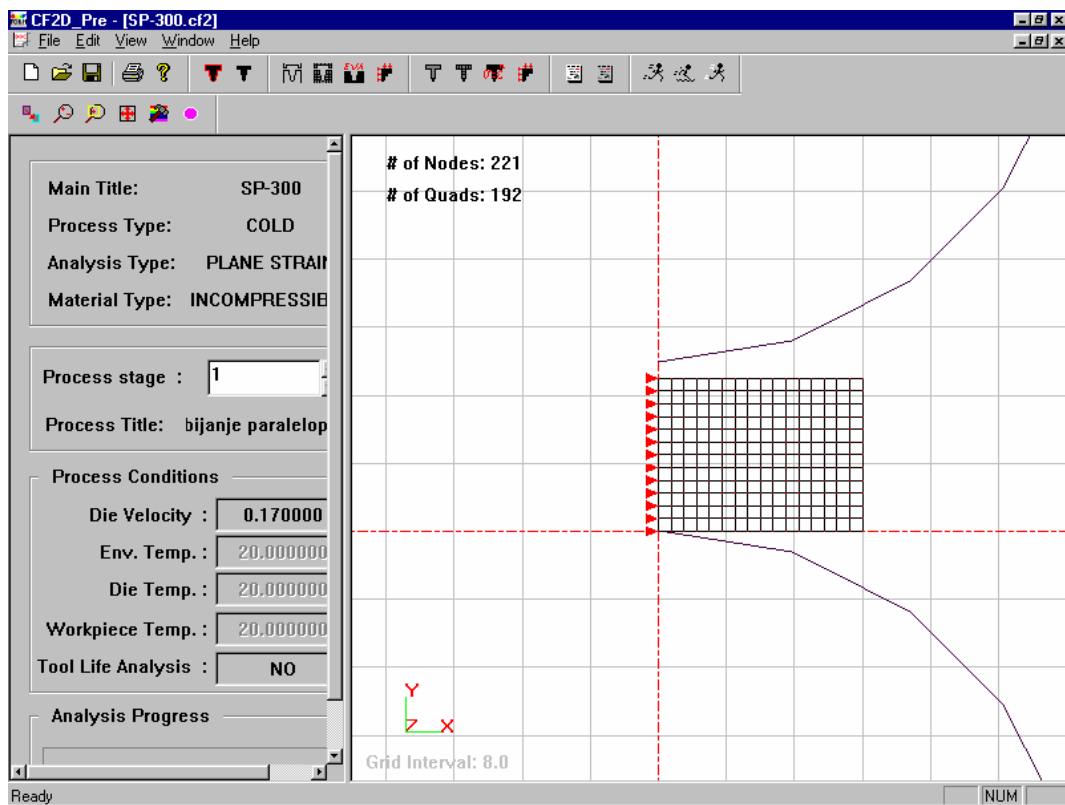 CF2D_Pre - [SP-300.cf2]
File Edit View Window Help
EVA
# of Nodes: 221
# of Quads: 192
Main Title: SP-300
Process Type: COLD
Analysis Type: PLANE STRAIN
Material Type: INCOMPRESSIB
Process stage : 1
Process Title: bijanje paralelop
Process Conditions
Die Velocity : 0.170000
Env. Temp. : 20.000000
Die Temp. : 20.000000
Workpiece Temp. : 20.000000
Tool Life Analysis : NO
Analysis Progress
Y
Z X
Grid Interval: 8.0
Ready NUM